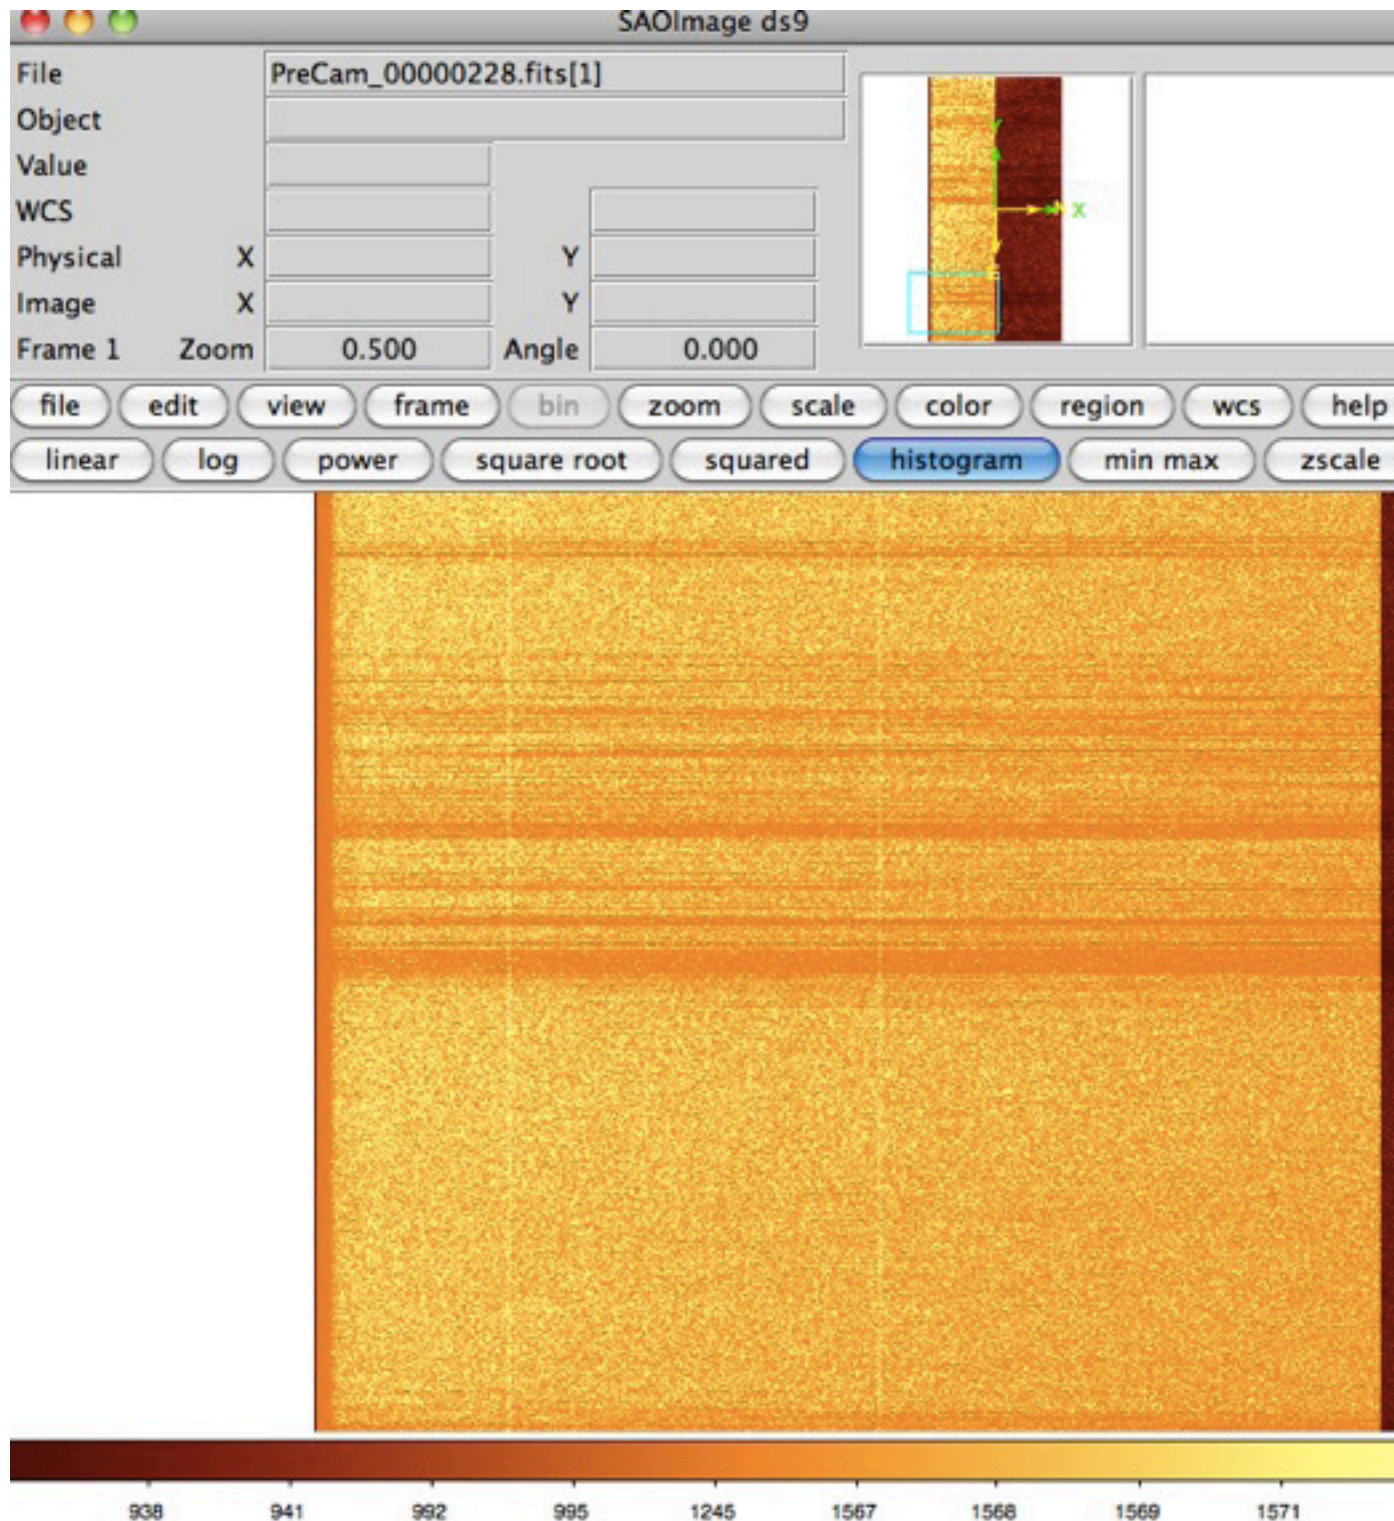 SAOImage ds9
File PreCam_00000228.fits[1]
Object
Value
WCS
Physical X Y
Image X Y
Frame 1 Zoom 0.500 Angle 0.000
X
file edit view frame bin zoom scale color region wcs help
linear log power square root squared histogram min max zscale
938 941 992 995 1245 1567 1568 1569 1571